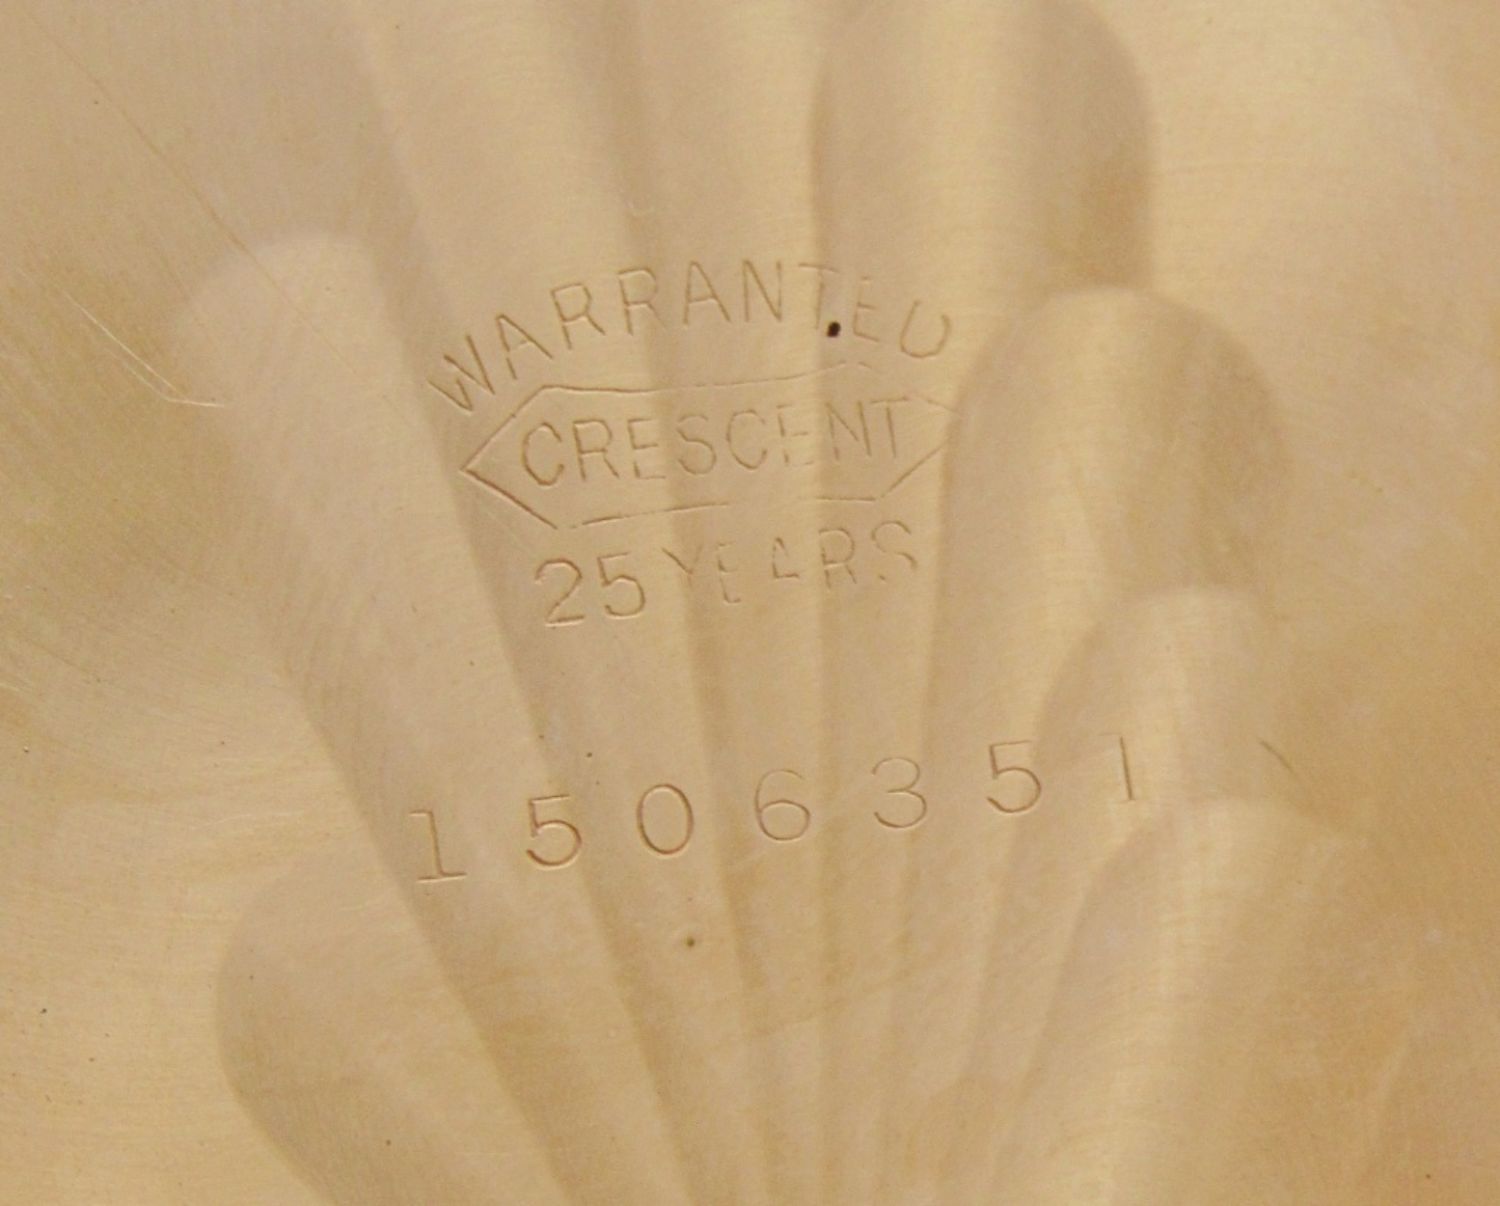 WARRANTED
CRESCENT
25 YEARS
1506351